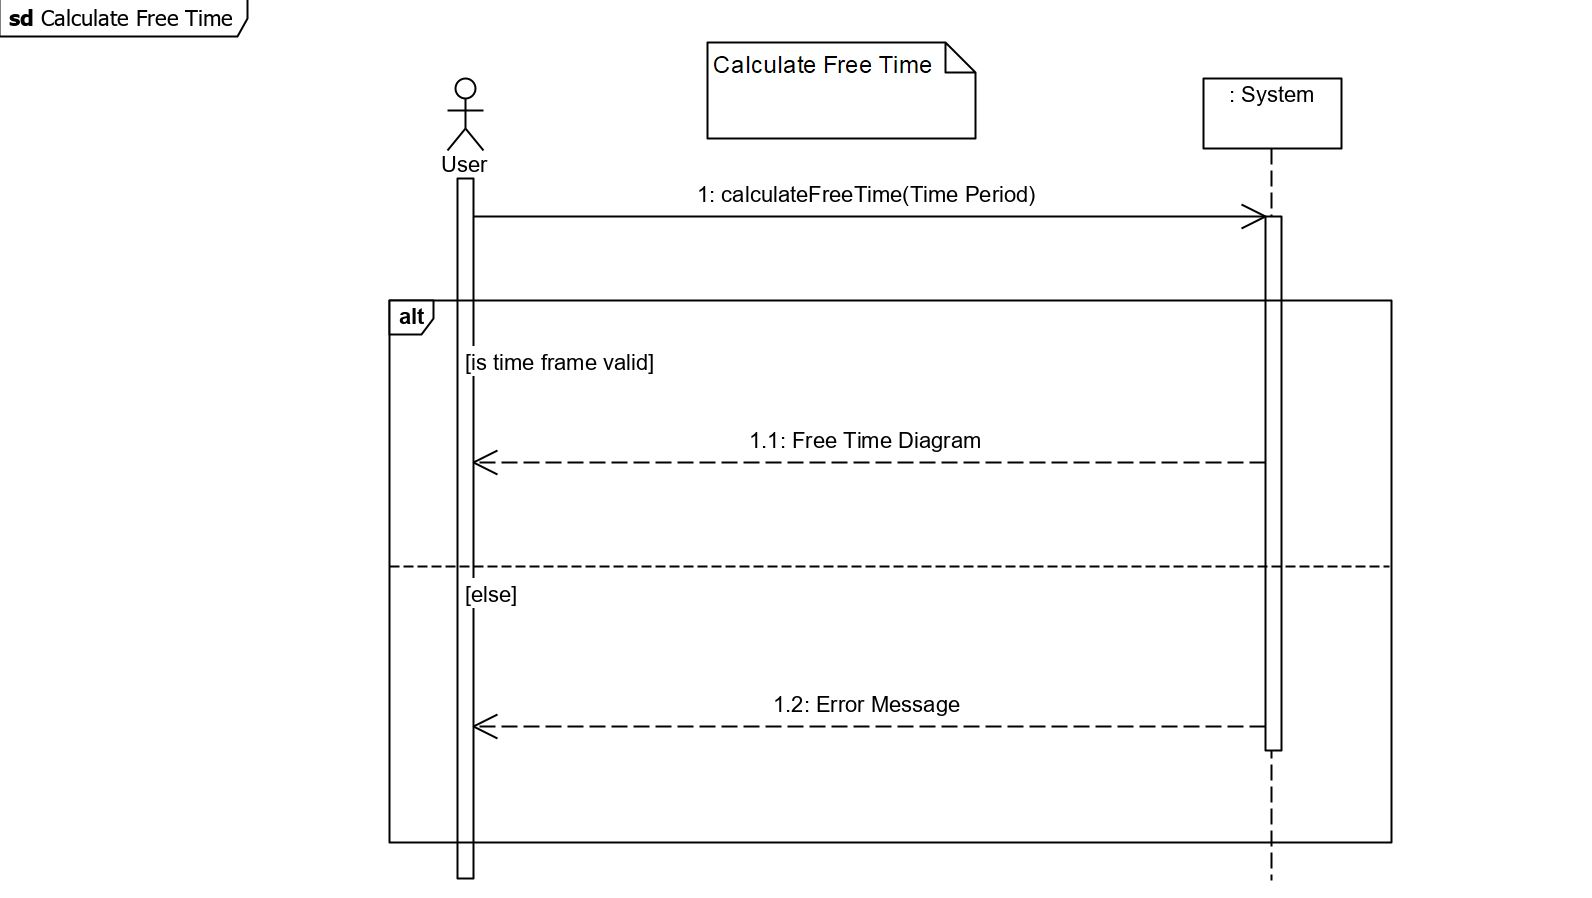 sd Calculate Free Time
Calculate Free Time
: System
User
1: calculateFreeTime(Time Period)
alt
[is time frame valid]
1.1: Free Time Diagram
[else]
1.2: Error Message